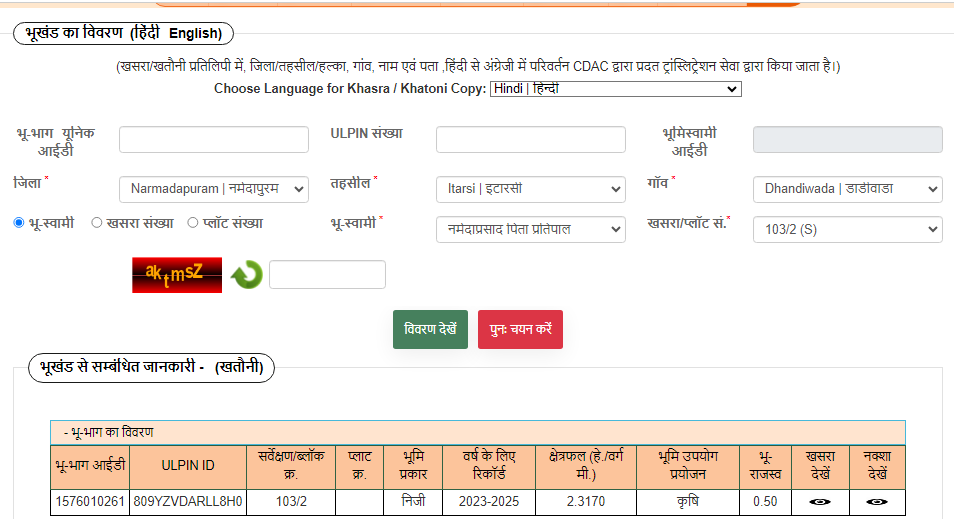 भूखंड का विवरण (हिंदी English)
(खसरा/खतौनी प्रतिलिपी में, जिला/तहसील/हल्का, गांव, नाम एवं पता ,हिंदी से अंग्रेजी में परिवर्तन CDAC द्वारा प्रदत ट्रांस्लिट्रेशन सेवा द्वारा किया जाता है।)
Choose Language for Khasra / Khatoni Copy: Hindi | हिन्दी
भू-भाग यूनिक आईडी
ULPIN संख्या
भूमिस्वामी आईडी
जिला * Narmadapuram | नर्मदापुरम
तहसील * Itarsi | इटारसी
गाँव * Dhandiwada | डाडीवाडा
भू-स्वामी खसरा संख्या प्लॉट संख्या
भू-स्वामी * नर्मदाप्रसाद पिता प्रतिपाल
खसरा/प्लॉट सं.* 103/2 (S)
aktmsZ
विवरण देखें पुनः चयन करें
भूखंड से सम्बंधित जानकारी - (खतौनी)
- भू-भाग का विवरण
भू-भाग आईडी ULPIN ID सर्वेक्षण/ब्लॉक क्र. प्लाट क्र. भूमि प्रकार वर्ष के लिए रिकॉर्ड क्षेत्रफल (हे./वर्ग मी.) भूमि उपयोग प्रयोजन भू-राजस्व खसरा देखें नक्शा देखें
1576010261 809YZVDARLL8H0 103/2 निजी 2023-2025 2.3170 कृषि 0.50